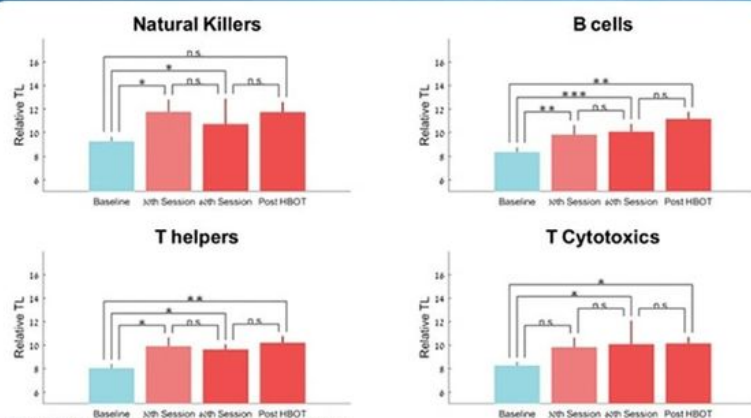 Natural Killers
n.s.
*
* n.s. n.s.
16
14
12
10
8
6
Relative TL
Baseline 30th Session 60th Session Post HBOT
B cells
**
***
** n.s. n.s.
16
14
12
10
8
6
Relative TL
Baseline 30th Session 60th Session Post HBOT
T helpers
**
*
* n.s. n.s.
16
14
12
10
8
6
Relative TL
Baseline 30th Session 60th Session Post HBOT
T Cytotoxics
*
*
n.s. n.s. n.s.
16
14
12
10
8
6
Relative TL
Baseline 30th Session 60th Session Post HBOT